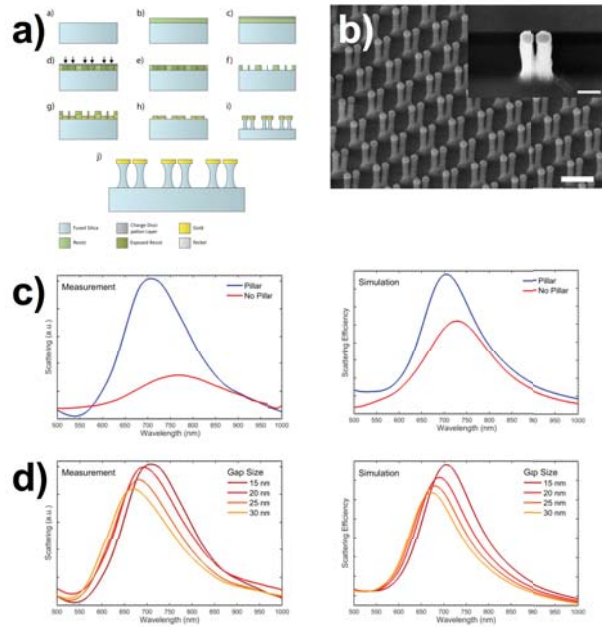 a)
a)
b)
c)
d)
e)
f)
g)
h)
i)
j)
Fused Silica
Charge Dissi
pation Layer
Gold
Resist
Exposed Resist
Nickel
b)
c)
Measurement
Pillar
No Pillar
Scattering (a.u.)
500 550 600 650 700 750 800 850 900 950 1000
Wavelength (nm)
Simulation
Pillar
No Pillar
Scattering Efficiency
500 550 600 650 700 750 800 850 900 950 1000
Wavelength (nm)
d)
Measurement
Gap Size
15 nm
20 nm
25 nm
30 nm
Scattering (a.u.)
500 550 600 650 700 750 800 850 900 950 1000
Wavelength (nm)
Simulation
Gap Size
15 nm
20 nm
25 nm
30 nm
Scattering Efficiency
500 550 600 650 700 750 800 850 900 950 1000
Wavelength (nm)